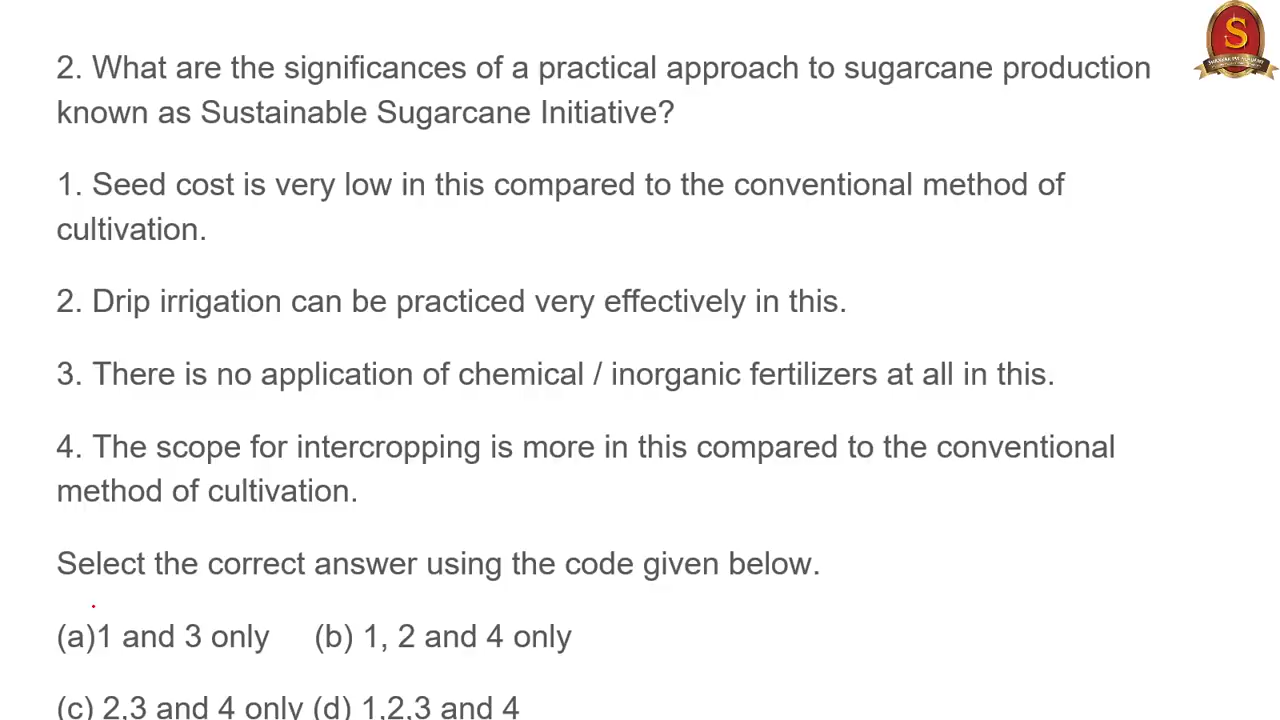 2. What are the significances of a practical approach to sugarcane production
known as Sustainable Sugarcane Initiative?
1. Seed cost is very low in this compared to the conventional method of
cultivation.
2. Drip irrigation can be practiced very effectively in this.
3. There is no application of chemical / inorganic fertilizers at all in this.
4. The scope for intercropping is more in this compared to the conventional
method of cultivation.
Select the correct answer using the code given below.
(a)1 and 3 only (b) 1, 2 and 4 only
(c) 2,3 and 4 only (d) 1,2,3 and 4
S